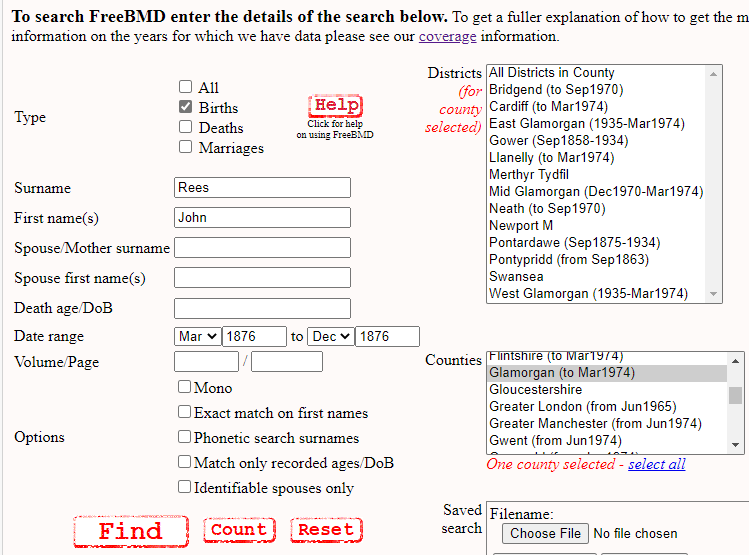 To search FreeBMD enter the details of the search below. To get a fuller explanation of how to get the m
information on the years for which we have data please see our coverage information.
Type
All
Births
Deaths
Marriages
Help
Click for help
on using FreeBMD
Surname
Rees
First name(s)
John
Spouse/Mother surname
Spouse first name(s)
Death age/DoB
Date range
Mar 1876 to Dec 1876
Volume/Page
/
Options
Mono
Exact match on first names
Phonetic search surnames
Match only recorded ages/DoB
Identifiable spouses only
Find Count Reset
Districts
(for
county
selected)
All Districts in County
Bridgend (to Sep1970)
Cardiff (to Mar1974)
East Glamorgan (1935-Mar1974)
Gower (Sep1858-1934)
Llanelly (to Mar1974)
Merthyr Tydfil
Mid Glamorgan (Dec1970-Mar1974)
Neath (to Sep1970)
Newport M
Pontardawe (Sep1875-1934)
Pontypridd (from Sep1863)
Swansea
West Glamorgan (1935-Mar1974)
Counties
Flintshire (to Mar1974)
Glamorgan (to Mar1974)
Gloucestershire
Greater London (from Jun1965)
Greater Manchester (from Jun1974)
Gwent (from Jun1974)
One county selected - select all
Saved
search
Filename:
Choose File No file chosen